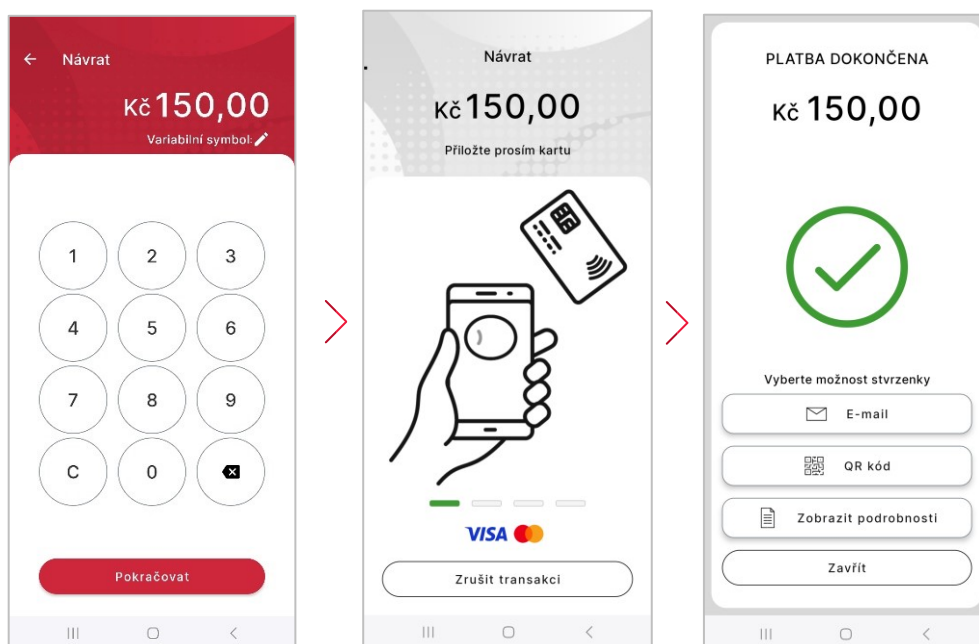 Návrat
Kč 150,00
Variabilní symbol:
1 2 3
4 5 6
7 8 9
C 0
Pokračovat
Návrat
Kč 150,00
Přiložte prosím kartu
VISA
Zrušit transakci
PLATBA DOKONČENA
Kč 150,00
Vyberte možnost stvrzenky
E-mail
QR kód
Zobrazit podrobnosti
Zavřít